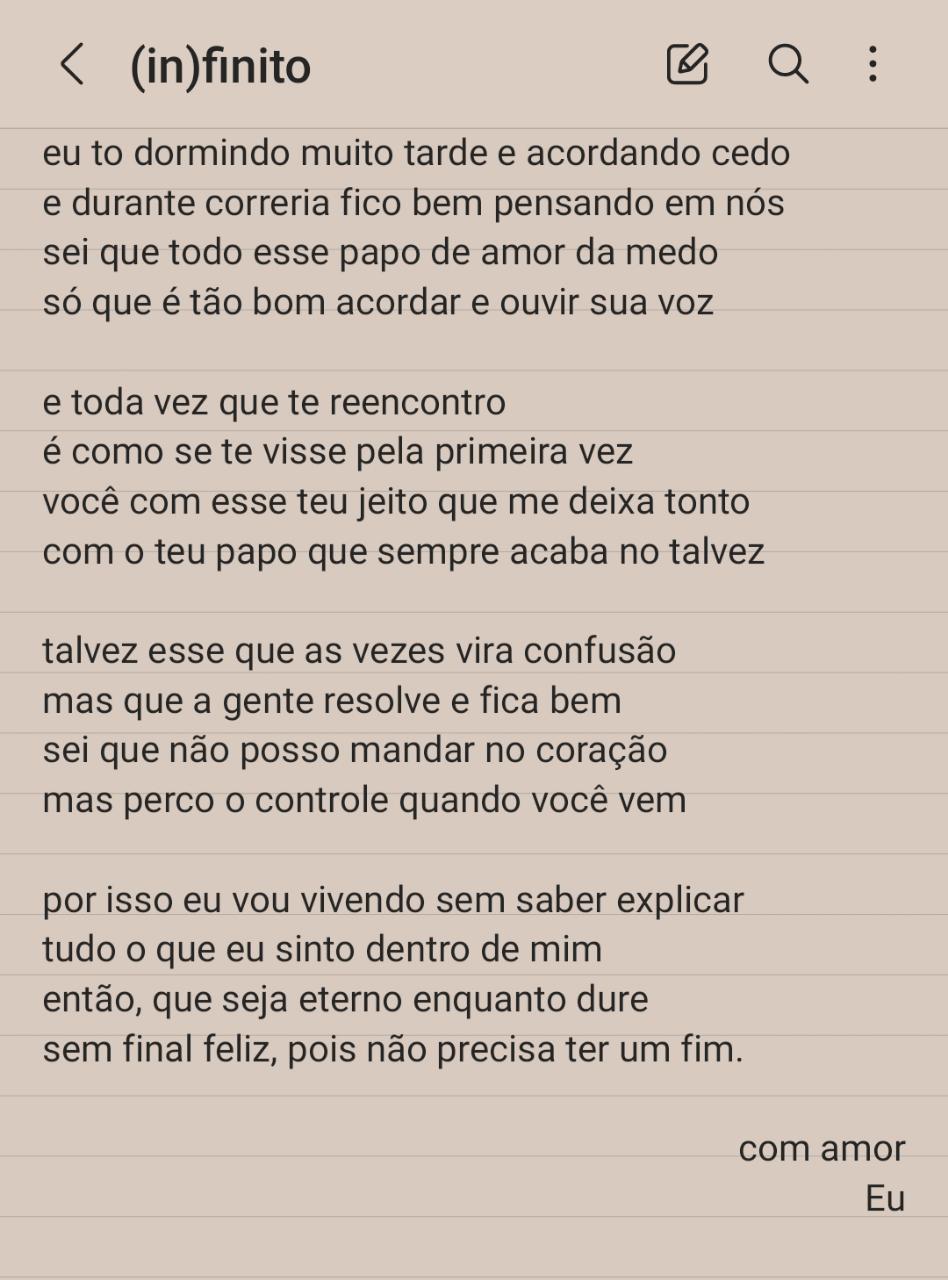 (in)finito
eu to dormindo muito tarde e acordando cedo
e durante correria fico bem pensando em nós
sei que todo esse papo de amor da medo
só que é tão bom acordar e ouvir sua voz
e toda vez que te reencontro
é como se te visse pela primeira vez
você com esse teu jeito que me deixa tonto
com o teu papo que sempre acaba no talvez
talvez esse que as vezes vira confusão
mas que a gente resolve e fica bem
sei que não posso mandar no coração
mas perco o controle quando você vem
por isso eu vou vivendo sem saber explicar
tudo o que eu sinto dentro de mim
então, que seja eterno enquanto dure
sem final feliz, pois não precisa ter um fim.
com amor
Eu